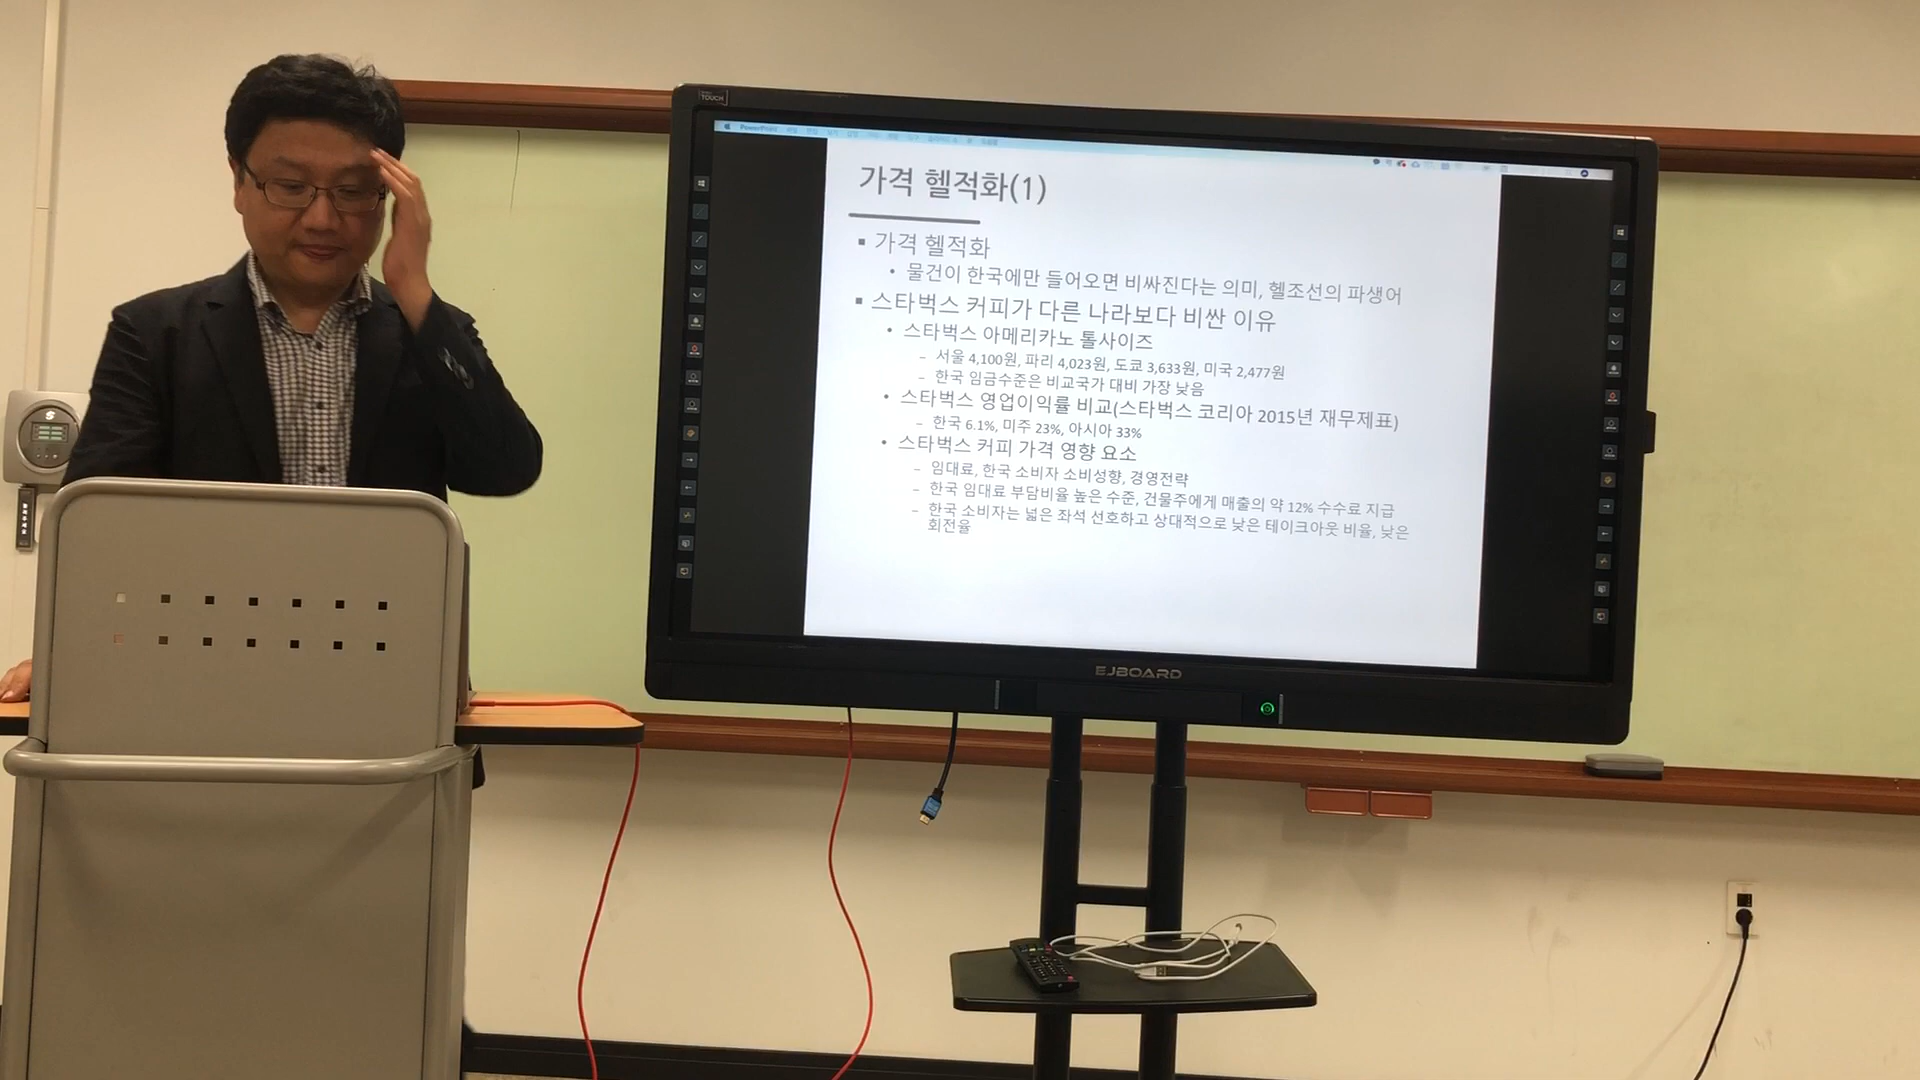 TOUCH
PowerPoint
가격 헬적화(1)
▪ 가격 헬적화
• 물건이 한국에만 들어오면 비싸진다는 의미, 헬조선의 파생어
▪ 스타벅스 커피가 다른 나라보다 비싼 이유
• 스타벅스 아메리카노 톨사이즈
– 서울 4,100원, 파리 4,023원, 도쿄 3,633원, 미국 2,477원
– 한국 임금수준은 비교국가 대비 가장 낮음
• 스타벅스 영업이익률 비교(스타벅스 코리아 2015년 재무제표)
– 한국 6.1%, 미주 23%, 아시아 33%
• 스타벅스 커피 가격 영향 요소
– 임대료, 한국 소비자 소비성향, 경영전략
– 한국 임대료 부담비율 높은 수준, 건물주에게 매출의 약 12% 수수료 지급
– 한국 소비자는 넓은 좌석 선호하고 상대적으로 낮은 테이크아웃 비율, 낮은
회전율
EJBOARD